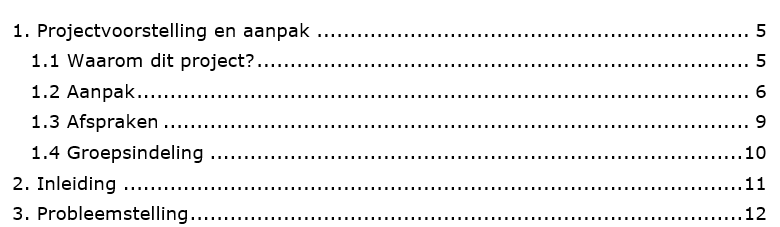 1. Projectvoorstelling en aanpak ................................................................ 5
1.1 Waarom dit project?......................................................................... 5
1.2 Aanpak........................................................................................... 6
1.3 Afspraken ....................................................................................... 9
1.4 Groepsindeling ................................................................................10
2. Inleiding .............................................................................................11
3. Probleemstelling...................................................................................12